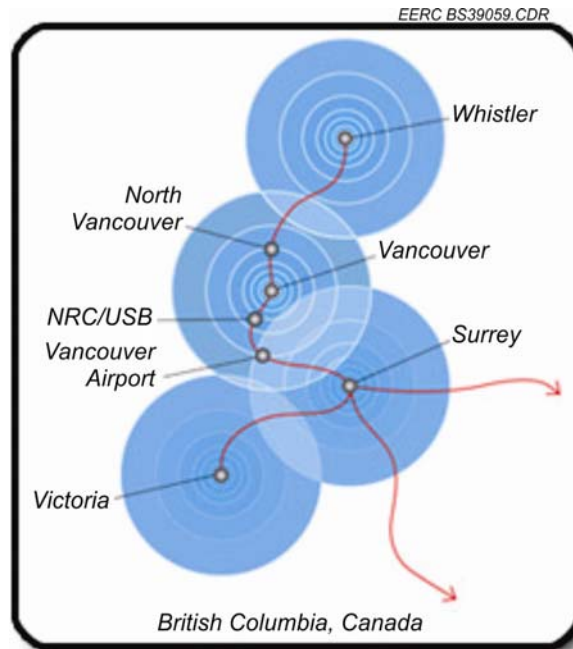 EERC BS39059.CDR
Whistler
North
Vancouver
Vancouver
NRC/USB
Vancouver
Airport
Surrey
Victoria
British Columbia, Canada